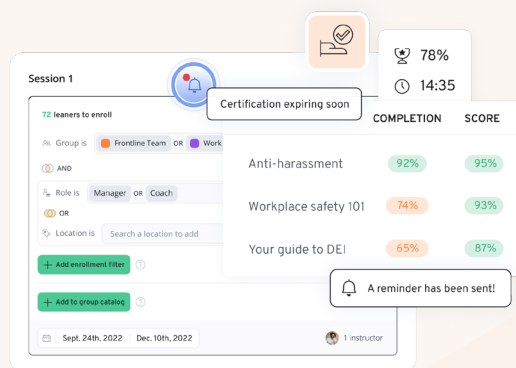 Session 1
72 leaners to enroll
Group is Frontline Team OR Work
AND
Role is Manager OR Coach
OR
Location is Search a location to add
+ Add enrollment filter ?
+ Add to group catalog ?
Sept. 24th, 2022 Dec. 10th, 2022
1 instructor
Certification expiring soon
78%
14:35
COMPLETION SCORE
Anti-harassment 92% 95%
Workplace safety 101 74% 93%
Your guide to DEI 65% 87%
A reminder has been sent!